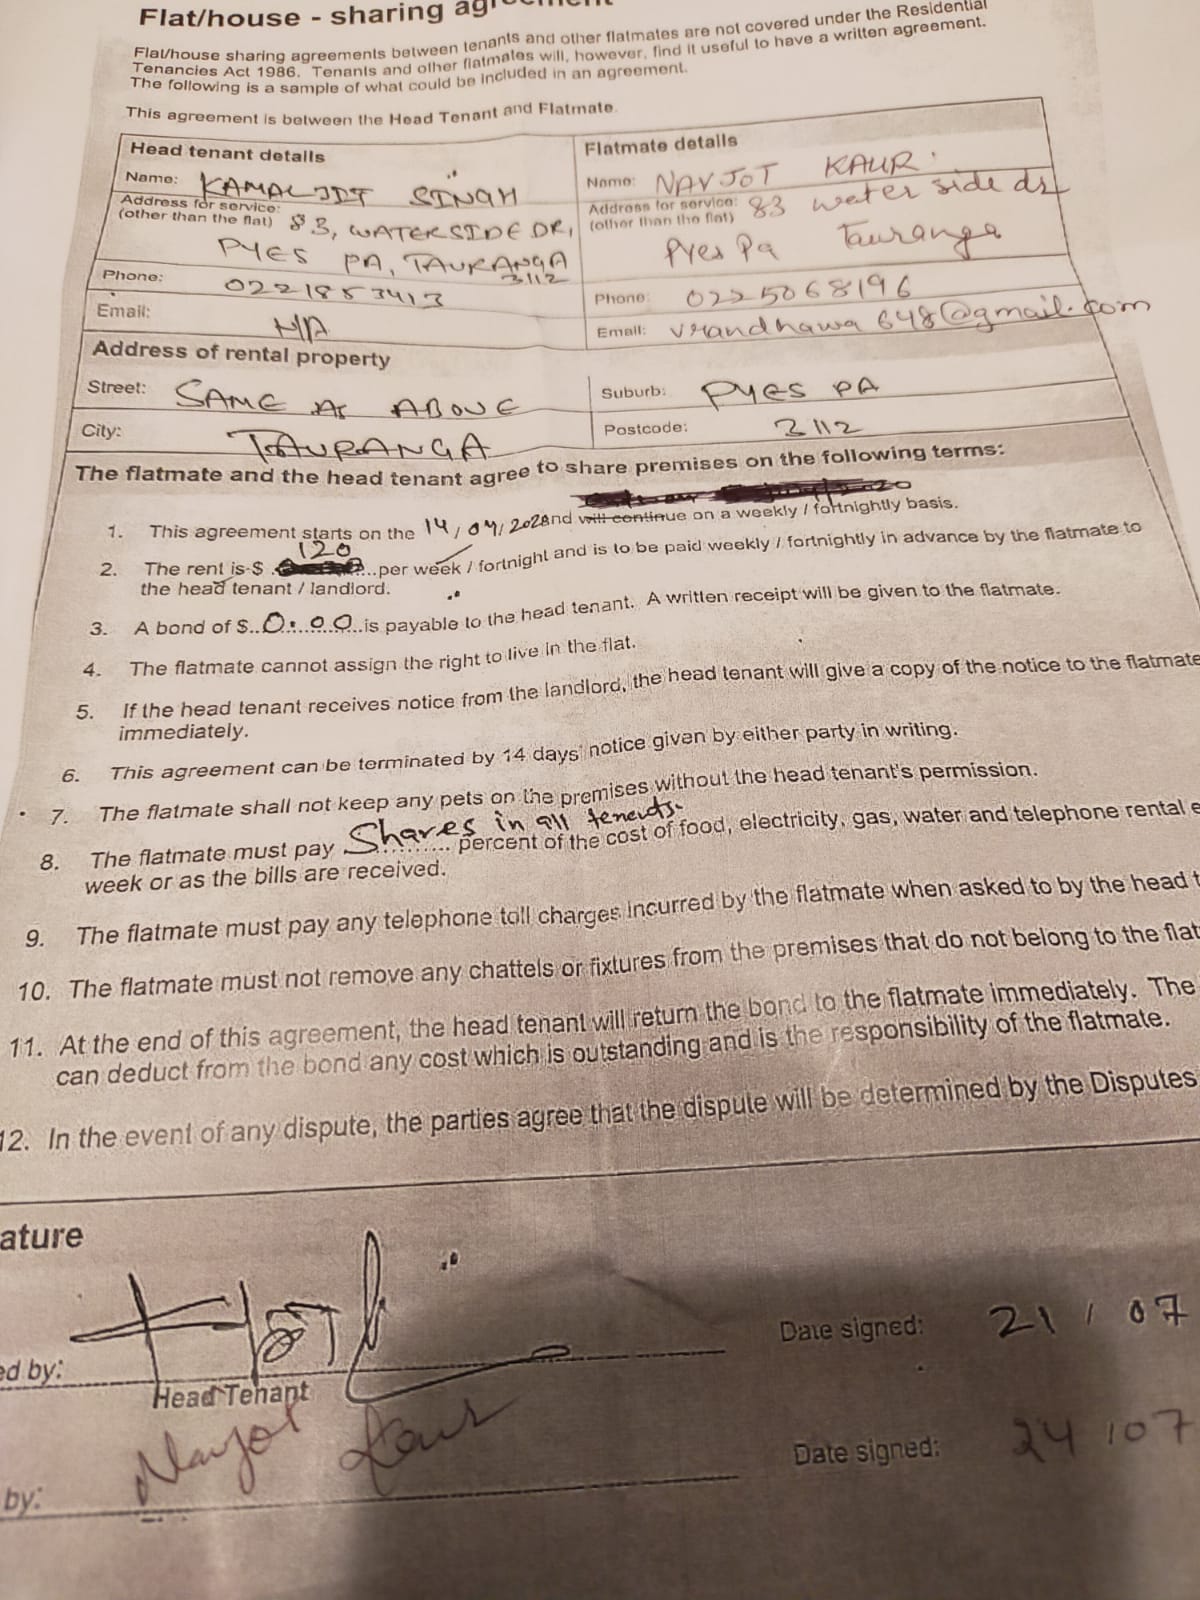 Flat/house - sharing agreement
Flat/house sharing agreements between tenants and other flatmates are not covered under the Residential
Tenancies Act 1986. Tenants and other flatmates will, however, find it useful to have a written agreement.
The following is a sample of what could be included in an agreement.
This agreement is between the Head Tenant and Flatmate.
Head tenant details
Name: KAMALJIT SINGH
Address for service: 83, WATERSIDE DR,
(other than the flat)
PYES PA, TAURANGA
3112
Phone: 0221853413
Email: N/A
Flatmate details
Name: NAVJOT KAUR
Address for service: 83 water side dr
(other than the flat)
Pyes Pa Tauranga
Phone: 0225068196
Email: vrandhawa648@gmail.com
Address of rental property
Street: SAME AS ABOVE
Suburb: PYES PA
City: TAURANGA
Postcode: 3112
The flatmate and the head tenant agree to share premises on the following terms:
1. This agreement starts on the 14/04/2020 and will continue on a weekly / fortnightly basis.
120
2. The rent is $ ...per week / fortnight and is to be paid weekly / fortnightly in advance by the flatmate to
the head tenant / landlord.
3. A bond of $..0:00...is payable to the head tenant. A written receipt will be given to the flatmate.
4. The flatmate cannot assign the right to live in the flat.
5. If the head tenant receives notice from the landlord, the head tenant will give a copy of the notice to the flatmate
immediately.
6. This agreement can be terminated by 14 days' notice given by either party in writing.
7. The flatmate shall not keep any pets on the premises without the head tenant's permission.
8. The flatmate must pay Shares in all tenents. percent of the cost of food, electricity, gas, water and telephone rental e
week or as the bills are received.
9. The flatmate must pay any telephone toll charges incurred by the flatmate when asked to by the head t
10. The flatmate must not remove any chattels or fixtures from the premises that do not belong to the flat
11. At the end of this agreement, the head tenant will return the bond to the flatmate immediately. The
can deduct from the bond any cost which is outstanding and is the responsibility of the flatmate.
12. In the event of any dispute, the parties agree that the dispute will be determined by the Disputes
ature
ed by:
Head Tenant
Date signed: 21 / 07
by: Navjot Kaur
Date signed: 24 / 07